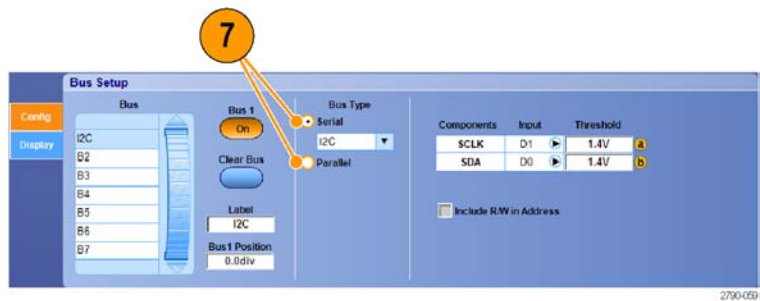 7
Bus Setup
Config
Display
Bus
I2C
B2
B3
B4
B5
B6
B7
Bus 1
On
Clear Bus
Label
I2C
Bus1 Position
0.0div
Bus Type
Serial
I2C
Parallel
Components Input Threshold
SCLK D1 1.4V a
SDA D0 1.4V b
Include R/W in Address
2790-059